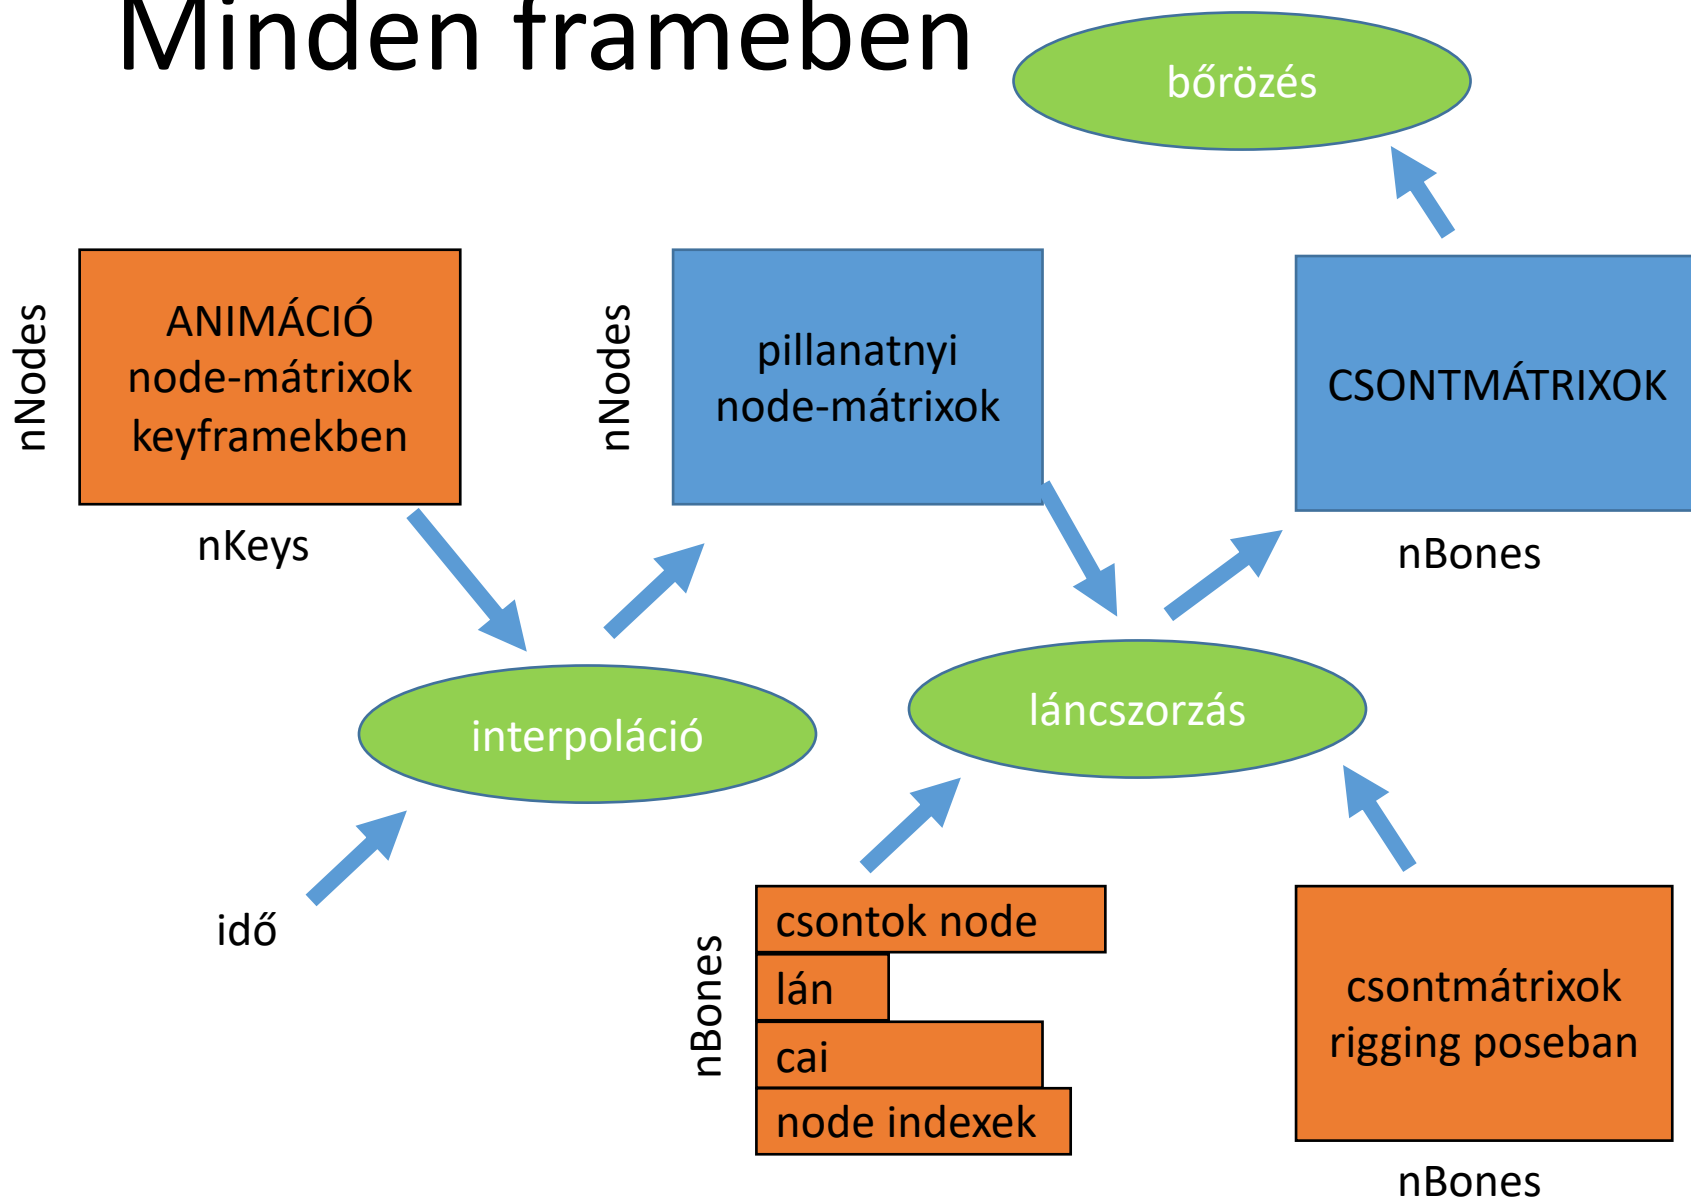 Minden frameben
bőrözés
nNodes
ANIMÁCIÓ
node-mátrixok
keyframekben
nKeys
nNodes
pillanatnyi
node-mátrixok
CSONTMÁTRIXOK
nBones
interpoláció
láncszorzás
idő
nBones
csontok node
lán
cai
node indexek
csontmátrixok
rigging poseban
nBones